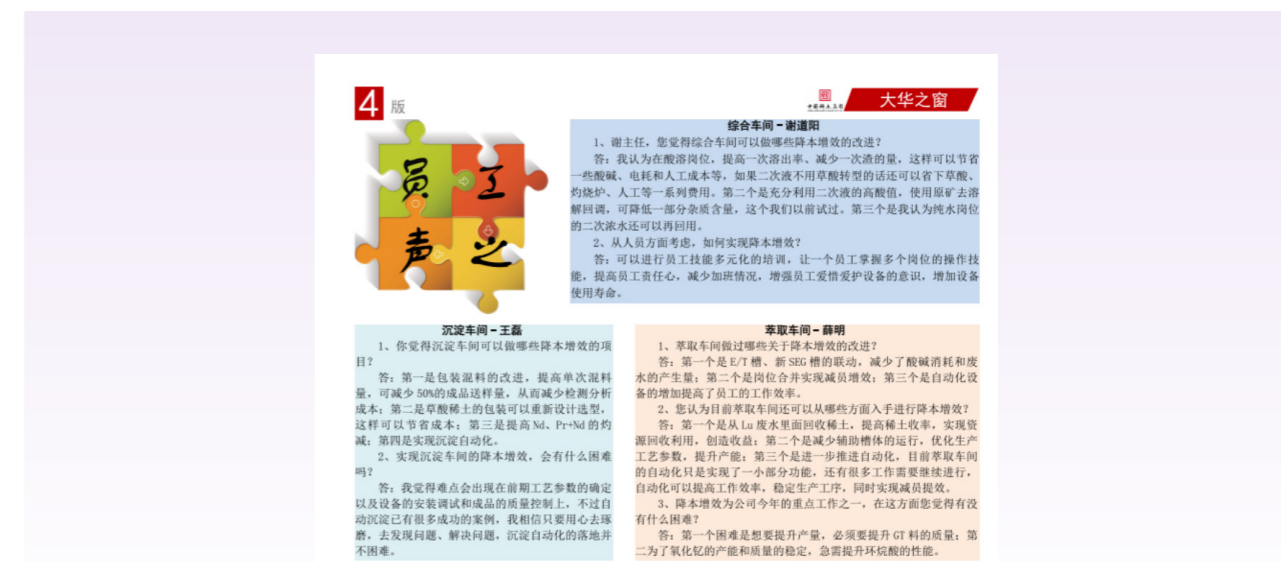 4 版
大华之窗
员工
之声
综合车间－谢道阳
1、谢主任，您觉得综合车间可以做哪些降本增效的改进？
答：我认为在酸溶岗位，提高一次溶出率、减少一次渣的量，这样可以节省
一些酸碱、电耗和人工成本等，如果二次液不用草酸转型的话还可以省下草酸、
灼烧炉、人工等一系列费用。第二个是充分利用二次液的高酸值，使用原矿去溶
解回调，可降低一部分杂质含量，这个我们以前试过。第三个是我认为纯水岗位
的二次浓水还可以再回用。
2、从人员方面考虑，如何实现降本增效？
答：可以进行员工技能多元化的培训，让一个员工掌握多个岗位的操作技
能，提高员工责任心，减少加班情况，增强员工爱惜爱护设备的意识，增加设备
使用寿命。
沉淀车间－王磊
1、你觉得沉淀车间可以做哪些降本增效的项
目？
答：第一是包装混料的改进，提高单次混料
量，可减少 50%的成品送样量，从而减少检测分析
成本；第二是草酸稀土的包装可以重新设计选型，
这样可以节省成本；第三是提高 Nd、Pr+Nd 的灼
减；第四是实现沉淀自动化。
2、实现沉淀车间的降本增效，会有什么困难
吗？
答：我觉得难点会出现在前期工艺参数的确定
以及设备的安装调试和成品的质量控制上，不过自
动沉淀已有很多成功的案例，我相信只要用心去琢
磨，去发现问题、解决问题，沉淀自动化的落地并
不困难。
萃取车间－薛明
1、萃取车间做过哪些关于降本增效的改进？
答：第一个是 E/T 槽、新 SEG 槽的联动，减少了酸碱消耗和废
水的产生量；第二个是岗位合并实现减员增效；第三个是自动化设
备的增加提高了员工的工作效率。
2、您认为目前萃取车间还可以从哪些方面入手进行降本增效？
答：第一个是从 Lu 废水里面回收稀土，提高稀土收率，实现资
源回收利用，创造收益；第二个是减少辅助槽体的运行，优化生产
工艺参数，提升产能；第三个是进一步推进自动化，目前萃取车间
的自动化只是实现了一小部分功能，还有很多工作需要继续进行，
自动化可以提高工作效率，稳定生产工序，同时实现减员提效。
3、降本增效为公司今年的重点工作之一，在这方面您觉得有没
有什么困难？
答：第一个困难是想要提升产量，必须要提升 GT 料的质量；第
二为了氧化钇的产能和质量的稳定，急需提升环烷酸的性能。